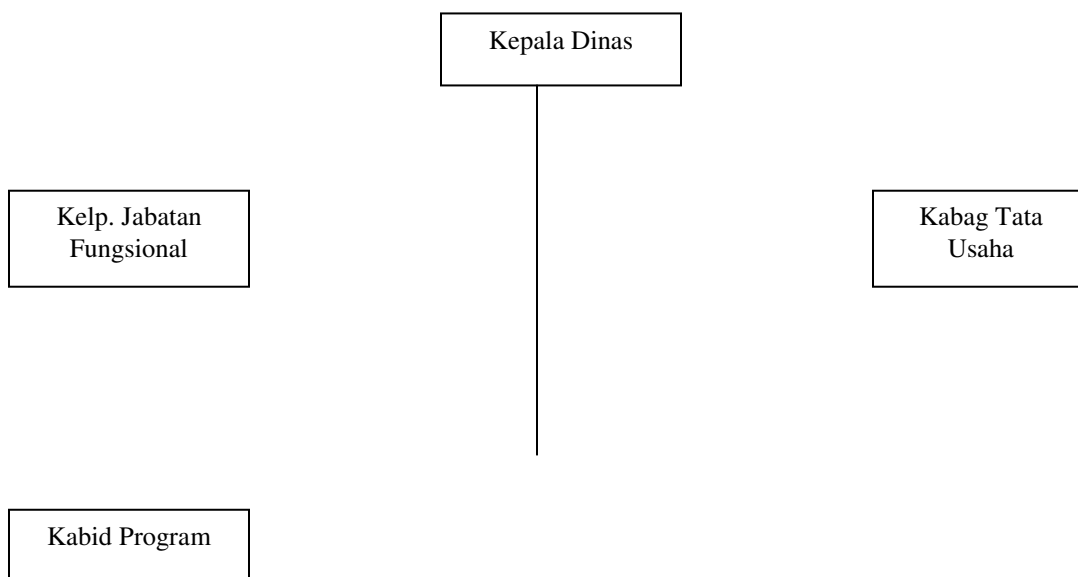 Kepala Dinas
Kelp. Jabatan
Fungsional
Kabag Tata
Usaha
Kabid Program